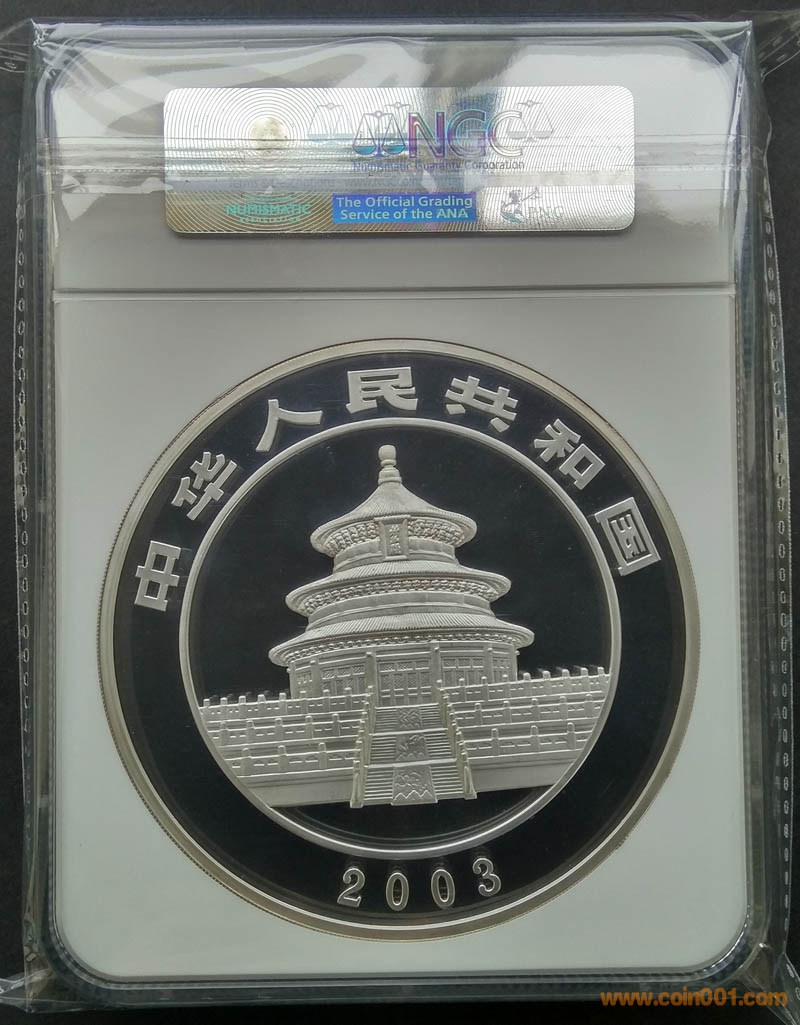 NGC
Numismatic Guaranty Corporation
NUMISMATIC
The Official Grading
Service of the ANA
PNG
中华人民共和国
2003
www.coin001.com